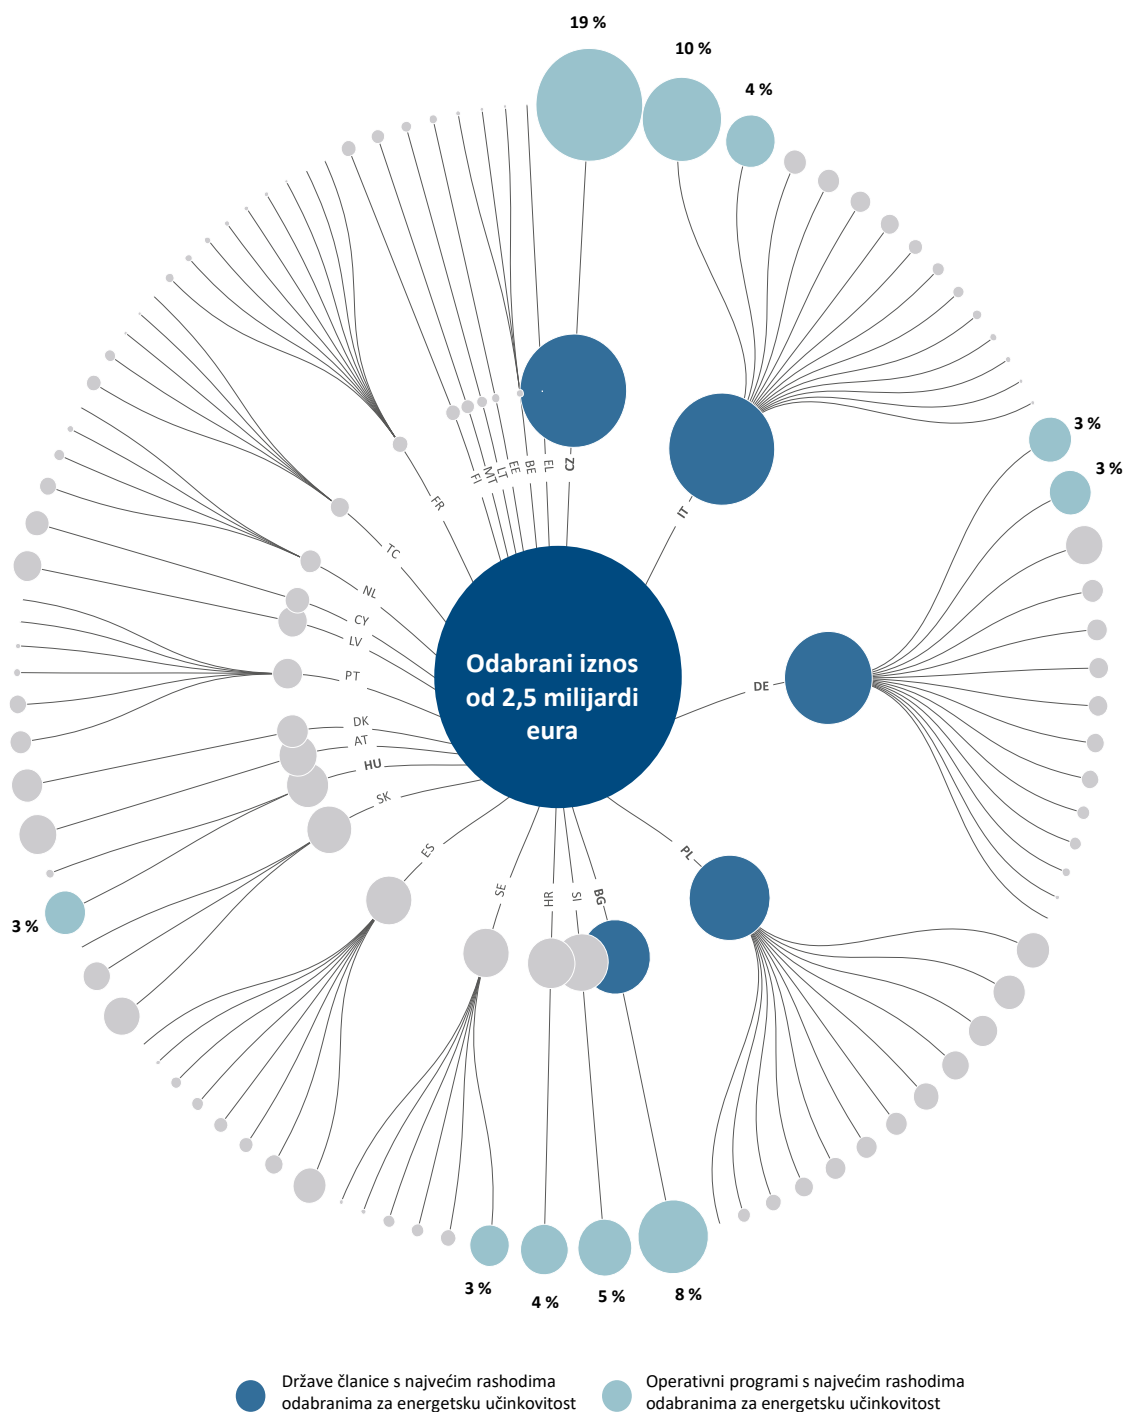 19 %
10 %
4 %
3 %
3 %
CZ
EL
BE
EE
LT
MT
FI
FR
IT
TC
NL
CY
LV
PT
DK
AT
HU
SK
ES
SE
HR
SI
BG
PL
DE
Odabrani iznos
od 2,5 milijardi
eura
3 %
3 %
4 %
5 %
8 %
Države članice s najvećim rashodima
odabranima za energetsku učinkovitost
Operativni programi s najvećim rashodima
odabranima za energetsku učinkovitost